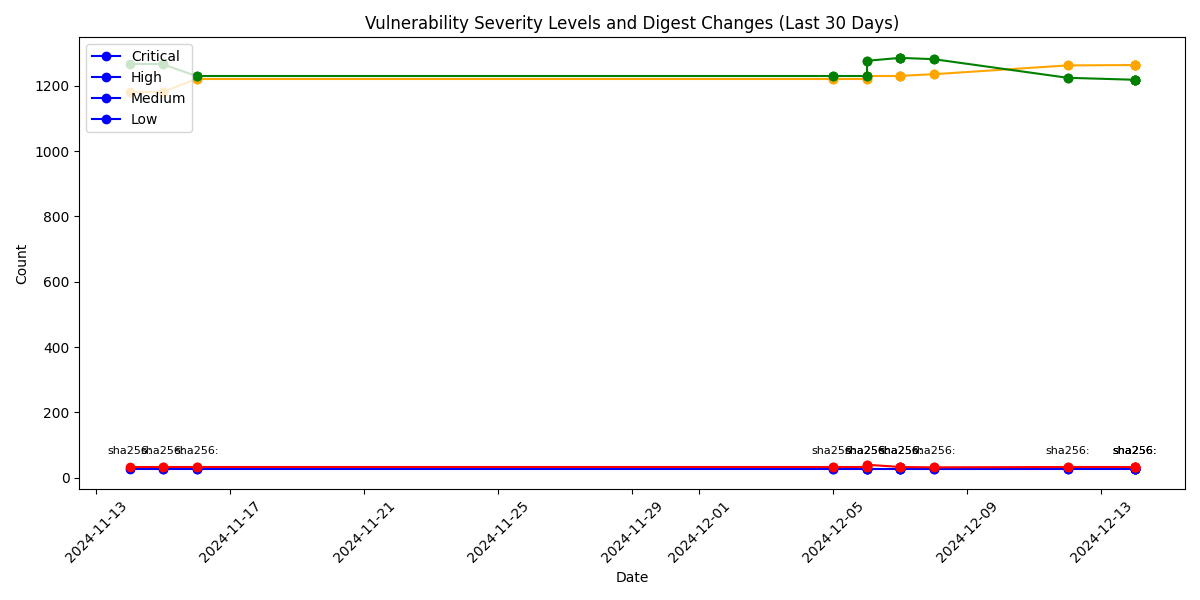 Vulnerability Severity Levels and Digest Changes (Last 30 Days)
Critical
High
Medium
Low
Count
1200
1000
800
600
400
200
0
sha256: sha256: sha256: sha256: sha256: sha256: sha256: sha256: sha256:
2024-11-13 2024-11-17 2024-11-21 2024-11-25 2024-11-29 2024-12-01 2024-12-05 2024-12-09 2024-12-13
Date